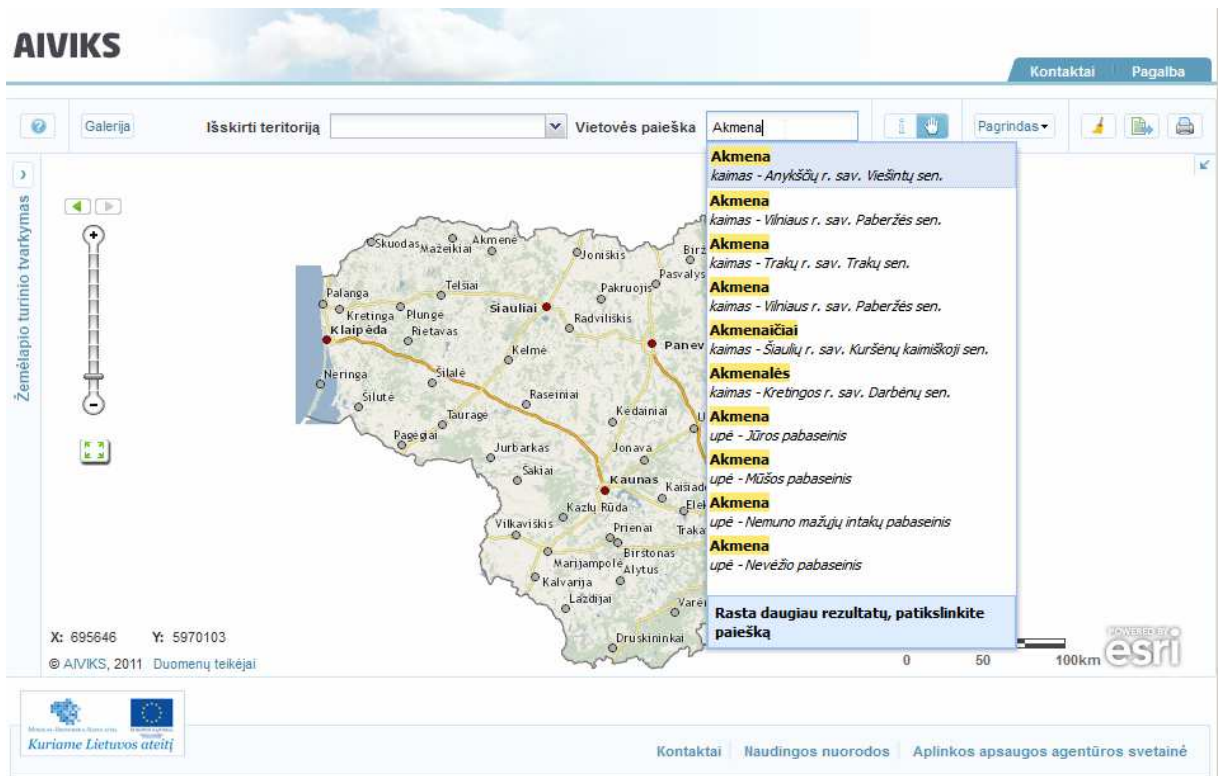 AIVIKS
Kontaktai Pagalba
Galerija Išskirti teritoriją Vietovės paieška Akmena Pagrindas
Akmena
kaimas - Anykščių r. sav. Viešintų sen.
Akmena
kaimas - Vilniaus r. sav. Paberžės sen.
Akmena
kaimas - Trakų r. sav. Trakų sen.
Akmena
kaimas - Vilniaus r. sav. Paberžės sen.
Akmenaičiai
kaimas - Šiaulių r. sav. Kuršėnų kaimiškoji sen.
Akmenalės
kaimas - Kretingos r. sav. Darbėnų sen.
Akmena
upė - Jūros pabaseinis
Akmena
upė - Mūšos pabaseinis
Akmena
upė - Nemuno mažųjų intakų pabaseinis
Akmena
upė - Nevėžio pabaseinis
Rasta daugiau rezultatų, patikslinkite
paiešką
Žemėlapio turinio tvarkymas
Skuodas
Mažeikiai
Akmenė
Joniškis
Birž
Pasvalys
Palanga
Telšiai
Pakruojis
Kretinga
Plungė
Šiauliai
Radviliškis
Klaipėda
Rietavas
Panev
Kelmė
Neringa
Šilalė
Šilutė
Raseiniai
Tauragė
Kėdainiai
U
Pagėgiai
Jurbarkas
Jonava
Šakiai
Kaunas
Kaišiad
Kazlų Rūda
Elek
Vilkaviškis
Prienai
Traka
Birštonas
Marijampolė
Alytus
Kalvarija
Lazdijai
Varėn
Druskininkai
X: 695646 Y: 5970103
© AIVIKS, 2011 Duomenų teikėjai
0 50 100km
POWERED BY
esri
Kuriame Lietuvos ateitį
Kontaktai Naudingos nuorodos Aplinkos apsaugos agentūros svetainė